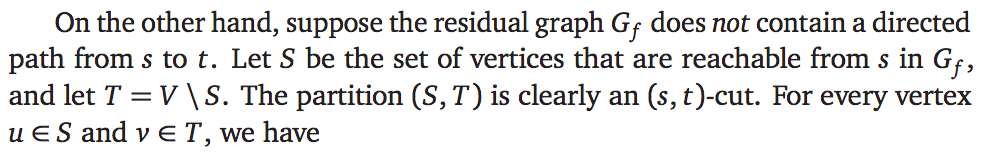 On the other hand, suppose the residual graph G_f does not contain a directed
path from s to t. Let S be the set of vertices that are reachable from s in G_f,
and let T = V \ S. The partition (S, T) is clearly an (s, t)-cut. For every vertex
u ∈ S and v ∈ T, we have